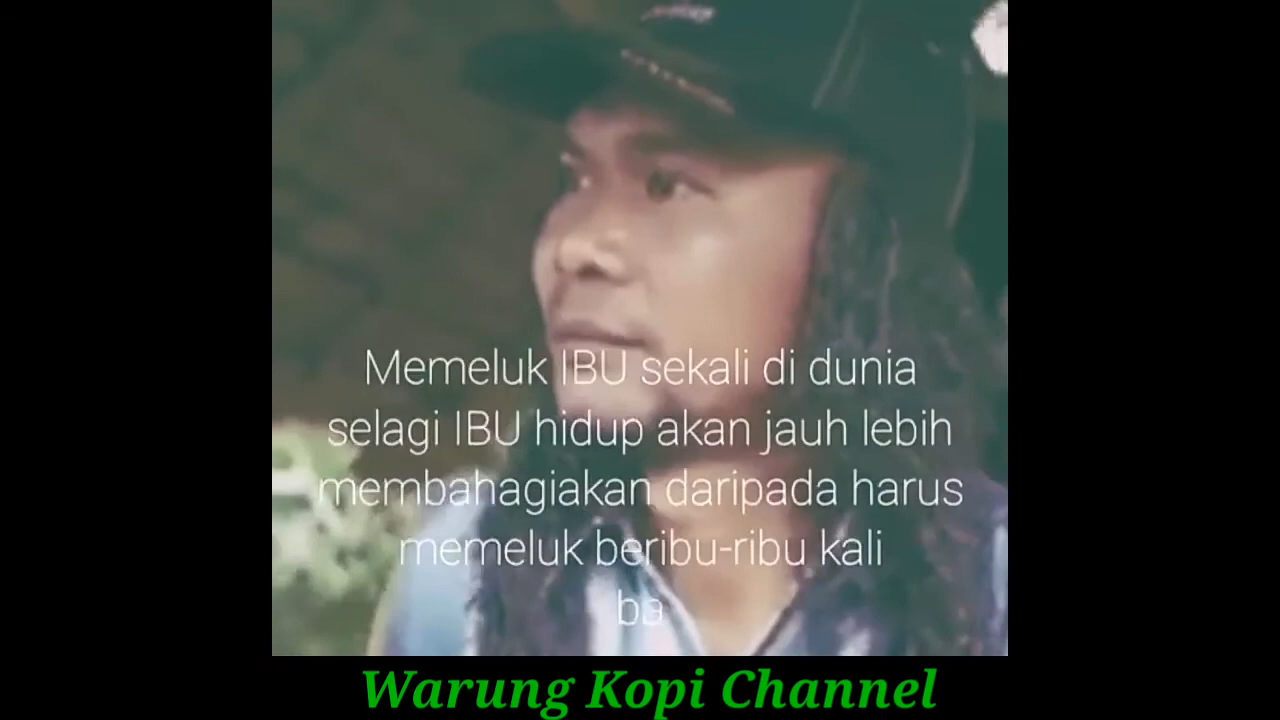 Memeluk IBU sekali di dunia
selagi IBU hidup akan jauh lebih
membahagiakan daripada harus
memeluk beribu-ribu kali
ba
Warung Kopi Channel